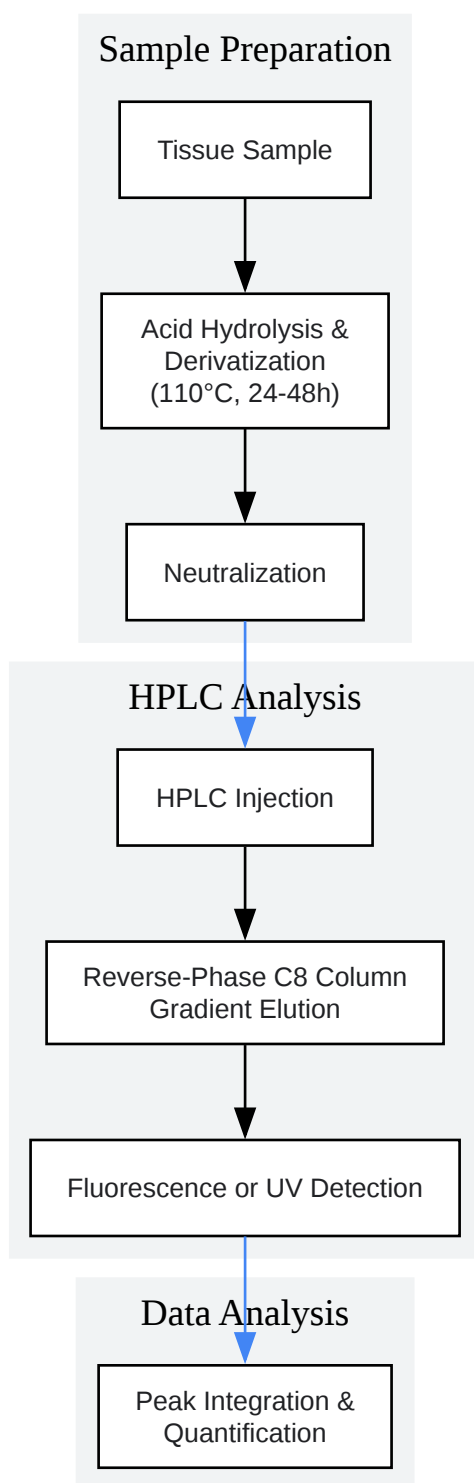 Sample Preparation
Tissue Sample
Acid Hydrolysis &
Derivatization
(110°C, 24-48h)
Neutralization
HPLC Analysis
HPLC Injection
Reverse-Phase C8 Column
Gradient Elution
Fluorescence or UV Detection
Data Analysis
Peak Integration &
Quantification